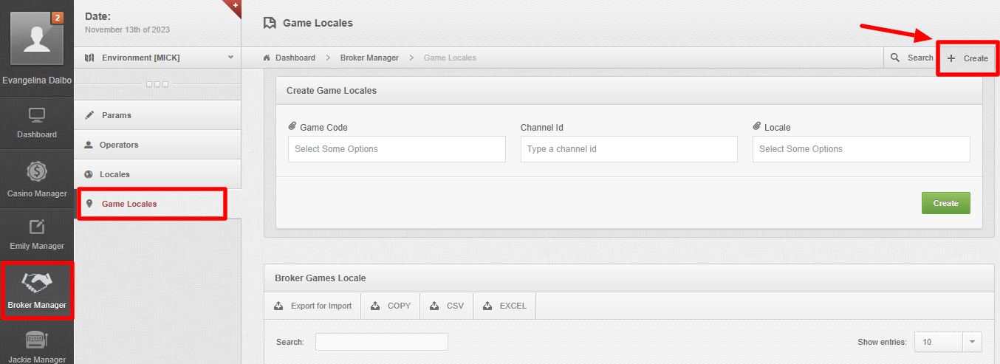 2
Evangelina Dalbo
Dashboard
Casino Manager
Emily Manager
Broker Manager
Jackie Manager
Date:
November 13th of 2023
+
Environment [MICK]
Params
Operators
Locales
Game Locales
Game Locales
Dashboard > Broker Manager > Game Locales
Search
+ Create
Create Game Locales
Game Code
Channel Id
Locale
Select Some Options
Type a channel id
Select Some Options
Create
Broker Games Locale
Export for Import
COPY
CSV
EXCEL
Search:
Show entries:
10